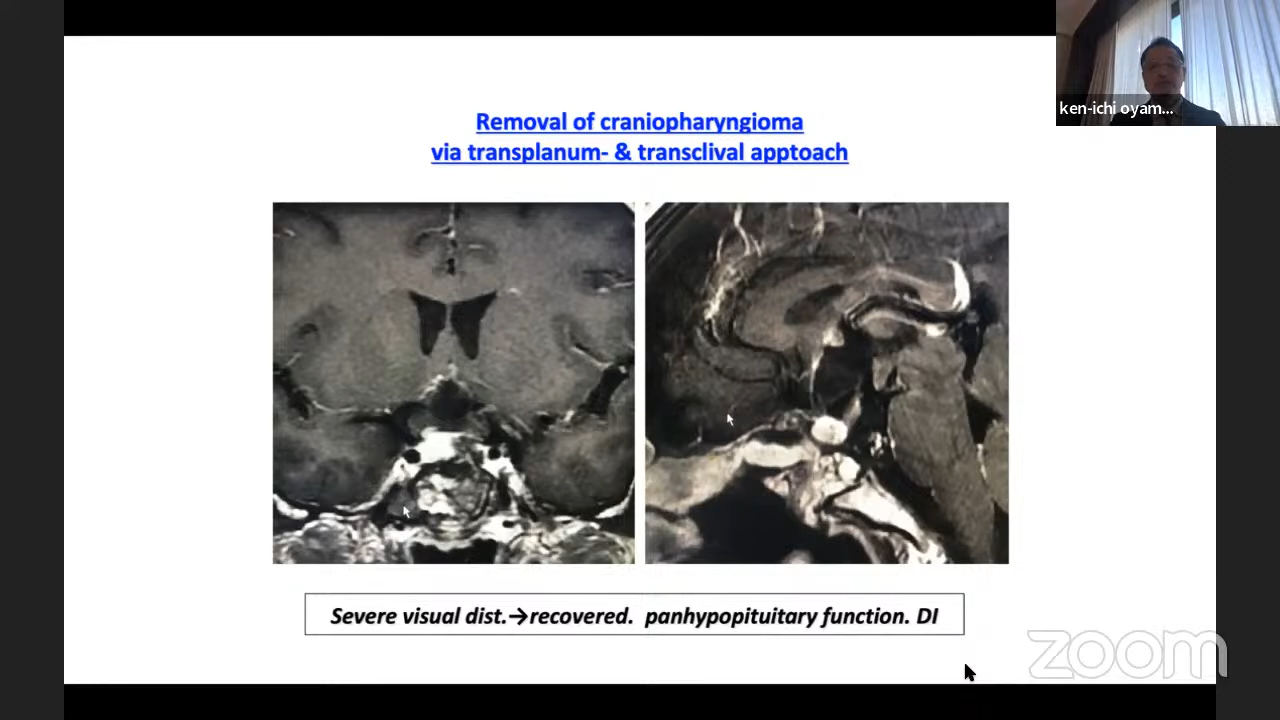 ken-ichi oyam...
Removal of craniopharyngioma
via transplanum- & transclival apptoach
Severe visual dist.→recovered. panhypopituitary function. DI
zoom